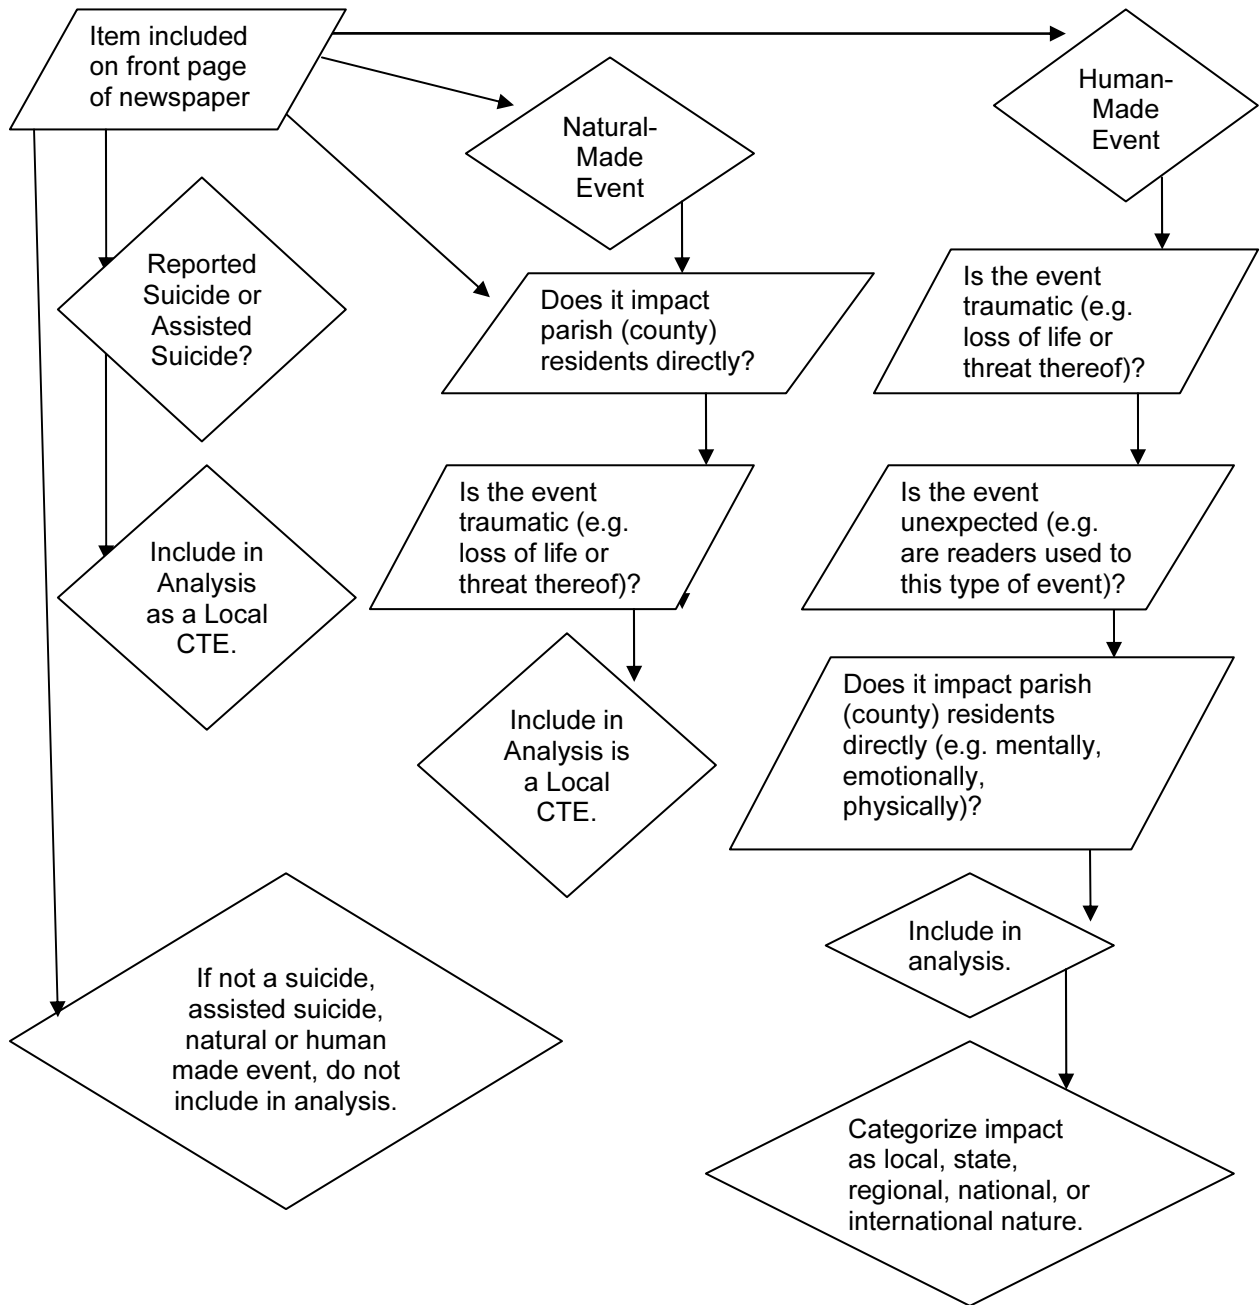 Item included
on front page
of newspaper
Natural-
Made
Event
Human-
Made
Event
Reported
Suicide or
Assisted
Suicide?
Does it impact
parish (county)
residents directly?
Is the event
traumatic (e.g.
loss of life or
threat thereof)?
Include in
Analysis
as a Local
CTE.
Is the event
traumatic (e.g.
loss of life or
threat thereof)?
Is the event
unexpected (e.g.
are readers used to
this type of event)?
Include in
Analysis is
a Local
CTE.
Does it impact parish
(county) residents
directly (e.g. mentally,
emotionally,
physically)?
If not a suicide,
assisted suicide,
natural or human
made event, do not
include in analysis.
Include in
analysis.
Categorize impact
as local, state,
regional, national, or
international nature.